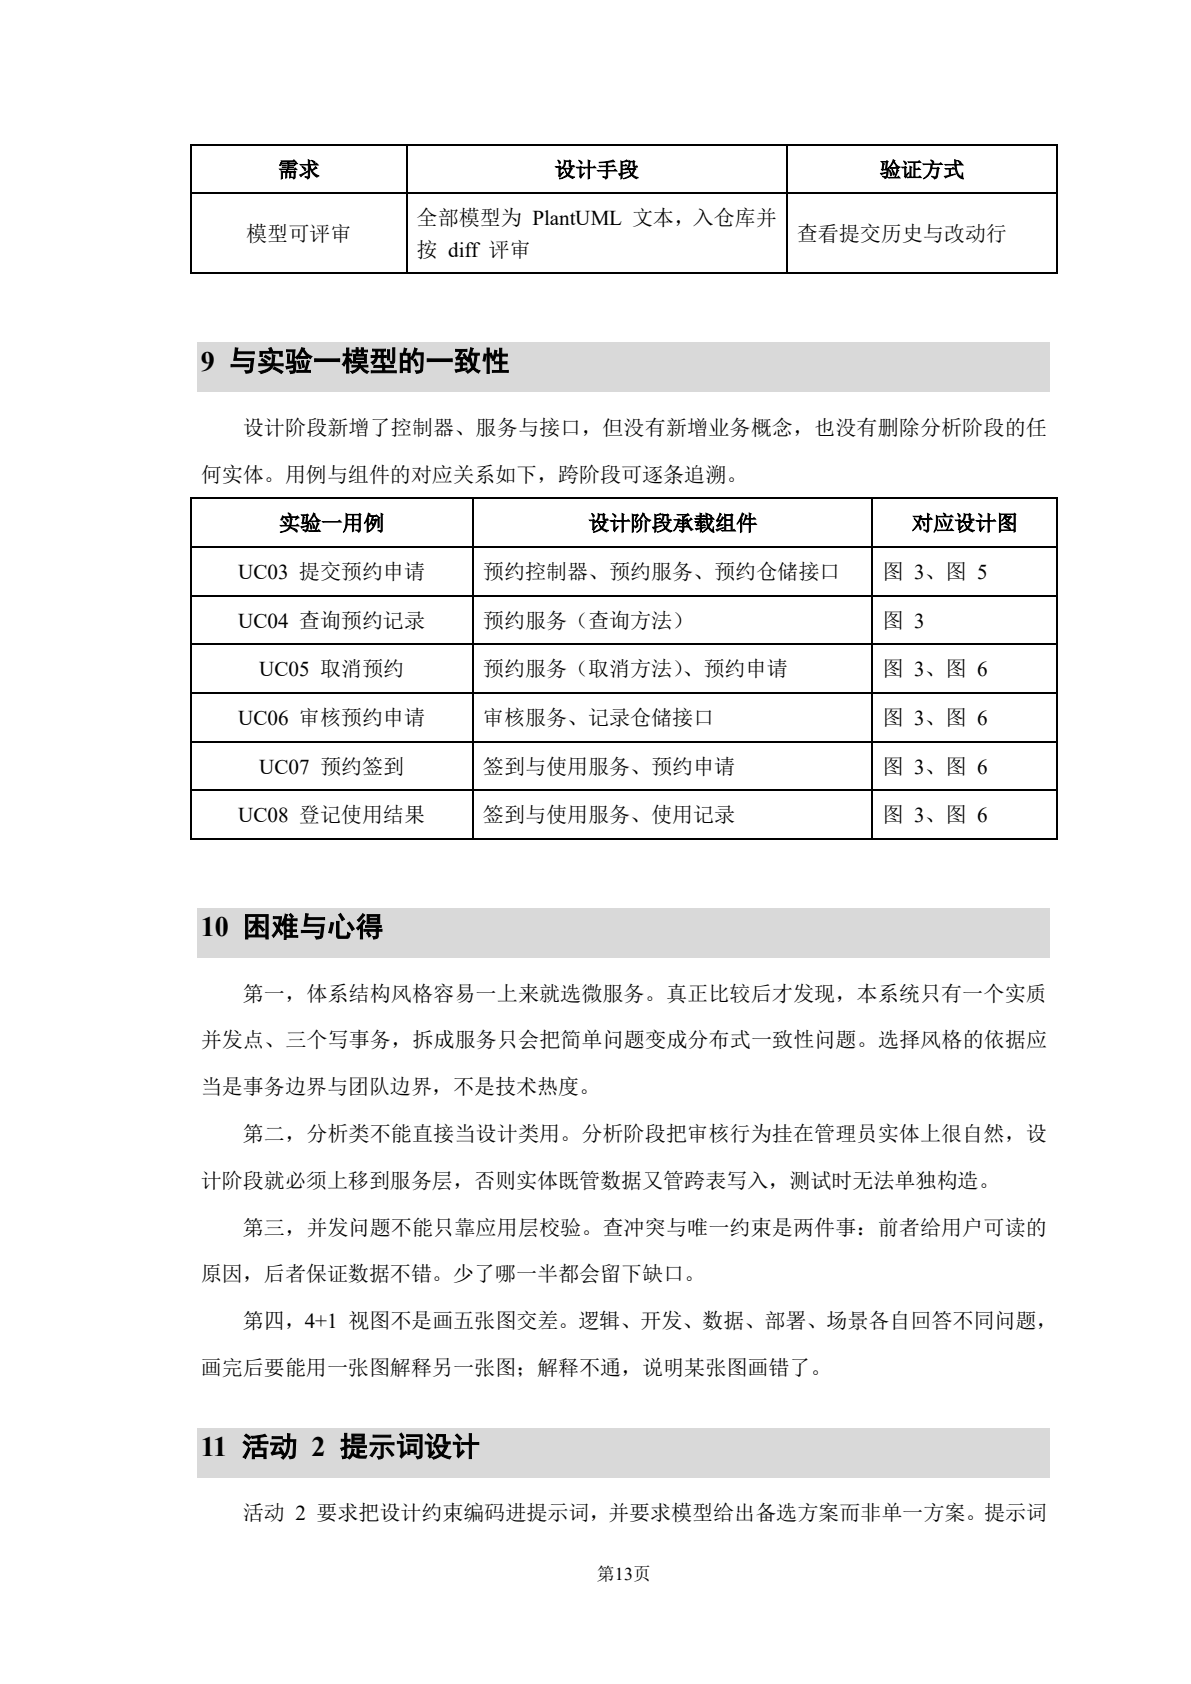 需求 设计手段 验证方式
模型可评审 全部模型为 PlantUML 文本，入仓库并按 diff 评审 查看提交历史与改动行
9 与实验一模型的一致性
设计阶段新增了控制器、服务与接口，但没有新增业务概念，也没有删除分析阶段的任
何实体。用例与组件的对应关系如下，跨阶段可逐条追溯。
实验一用例 设计阶段承载组件 对应设计图
UC03 提交预约申请 预约控制器、预约服务、预约仓储接口 图 3、图 5
UC04 查询预约记录 预约服务（查询方法） 图 3
UC05 取消预约 预约服务（取消方法）、预约申请 图 3、图 6
UC06 审核预约申请 审核服务、记录仓储接口 图 3、图 6
UC07 预约签到 签到与使用服务、预约申请 图 3、图 6
UC08 登记使用结果 签到与使用服务、使用记录 图 3、图 6
10 困难与心得
第一，体系结构风格容易一上来就选微服务。真正比较后才发现，本系统只有一个实质
并发点、三个写事务，拆成服务只会把简单问题变成分布式一致性问题。选择风格的依据应
当是事务边界与团队边界，不是技术热度。
第二，分析类不能直接当设计类用。分析阶段把审核行为挂在管理员实体上很自然，设
计阶段就必须上移到服务层，否则实体既管数据又管跨表写入，测试时无法单独构造。
第三，并发问题不能只靠应用层校验。查冲突与唯一约束是两件事：前者给用户可读的
原因，后者保证数据不错。少了哪一半都会留下缺口。
第四，4+1 视图不是画五张图交差。逻辑、开发、数据、部署、场景各自回答不同问题，
画完后要能用一张图解释另一张图；解释不通，说明某张图画错了。
11 活动 2 提示词设计
活动 2 要求把设计约束编码进提示词，并要求模型给出备选方案而非单一方案。提示词
第13页